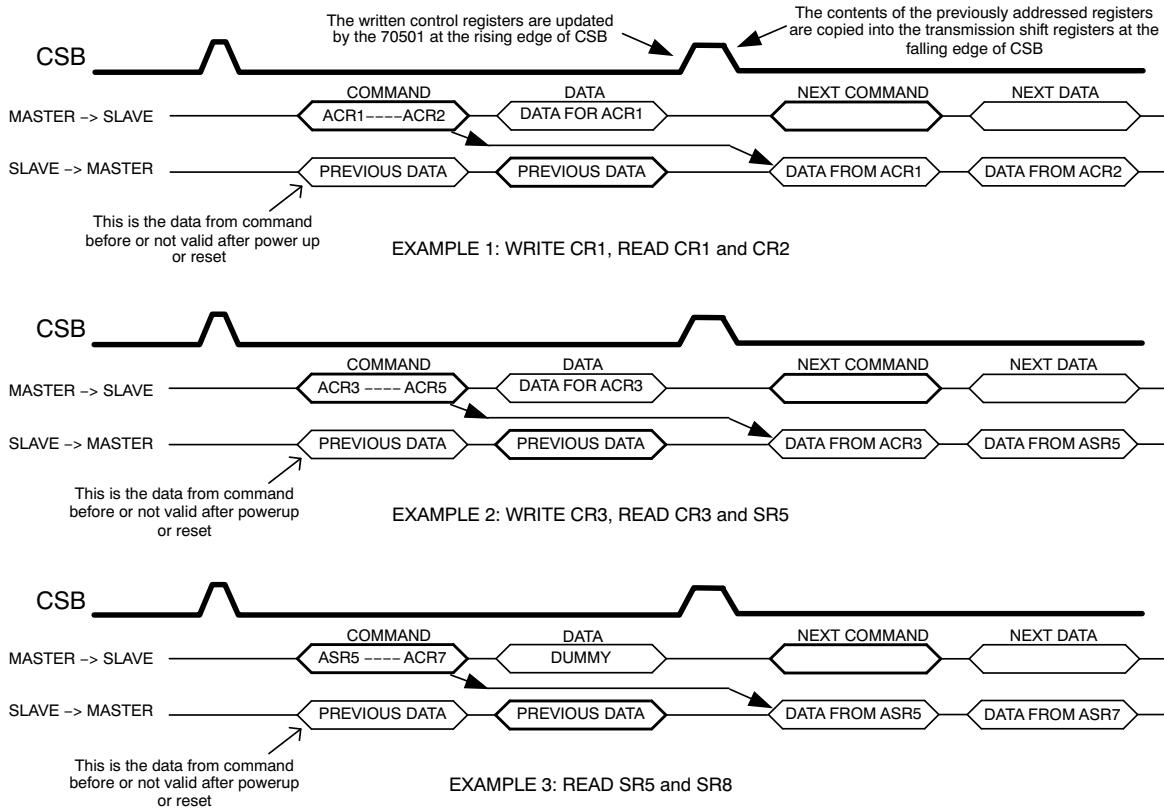 The written control registers are updated
by the 70501 at the rising edge of CSB
The contents of the previously addressed registers
are copied into the transmission shift registers at the
falling edge of CSB
CSB
COMMAND
DATA
NEXT COMMAND
NEXT DATA
MASTER −> SLAVE
ACR1−−−−ACR2
DATA FOR ACR1
SLAVE −> MASTER
PREVIOUS DATA
PREVIOUS DATA
DATA FROM ACR1
DATA FROM ACR2
This is the data from command
before or not valid after power up
or reset
EXAMPLE 1: WRITE CR1, READ CR1 and CR2
CSB
COMMAND
DATA
NEXT COMMAND
NEXT DATA
MASTER −> SLAVE
ACR3 −−−− ACR5
DATA FOR ACR3
SLAVE −> MASTER
PREVIOUS DATA
PREVIOUS DATA
DATA FROM ACR3
DATA FROM ASR5
This is the data from command
before or not valid after powerup
or reset
EXAMPLE 2: WRITE CR3, READ CR3 and SR5
CSB
COMMAND
DATA
NEXT COMMAND
NEXT DATA
MASTER −> SLAVE
ASR5 −−−− ACR7
DUMMY
SLAVE −> MASTER
PREVIOUS DATA
PREVIOUS DATA
DATA FROM ASR5
DATA FROM ASR7
This is the data from command
before or not valid after powerup
or reset
EXAMPLE 3: READ SR5 and SR8